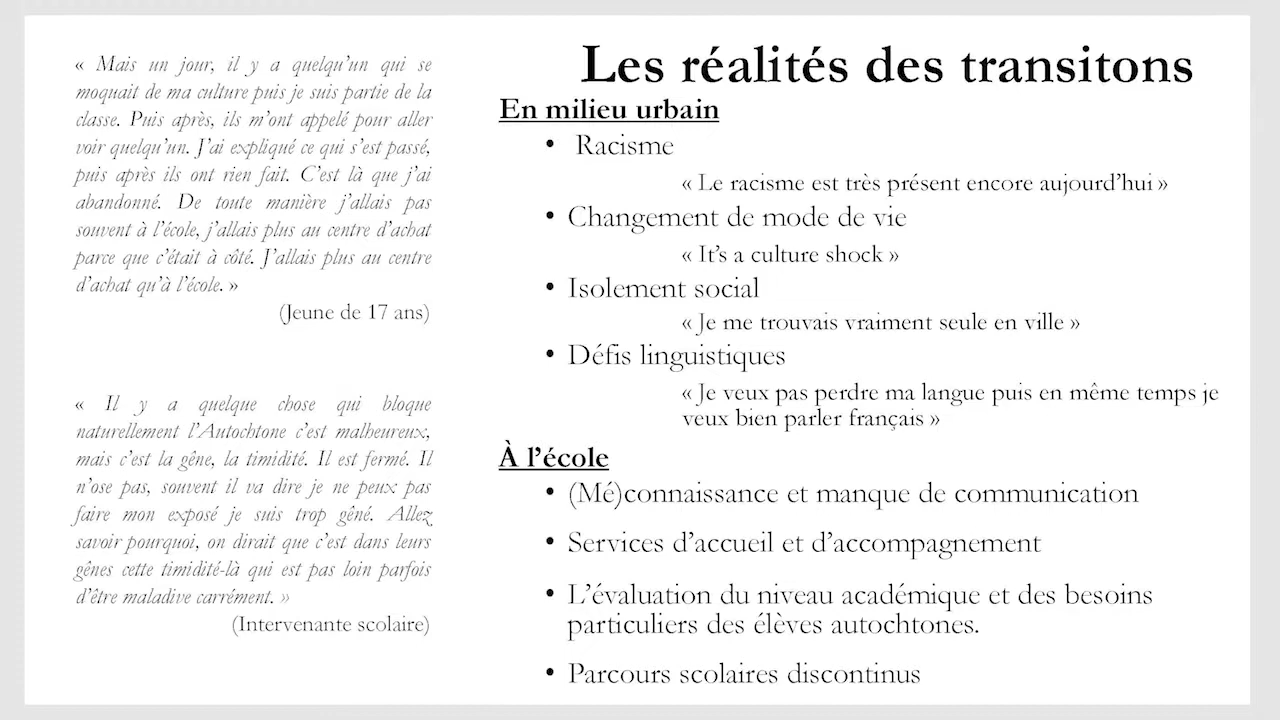 « Mais un jour, il y a quelqu’un qui se
moquait de ma culture puis je suis partie de la
classe. Puis après, ils m’ont appelé pour aller
voir quelqu’un. J’ai expliqué ce qui s’est passé,
puis après ils ont rien fait. C’est là que j’ai
abandonné. De toute manière j’allais pas
souvent à l’école, j’allais plus au centre d’achat
parce que c’était à côté. J’allais plus au centre
d’achat qu’à l’école. »
(Jeune de 17 ans)
« Il y a quelque chose qui bloque
naturellement l’Autochtone c’est malheureux,
mais c’est la gêne, la timidité. Il est fermé. Il
n’ose pas, souvent il va dire je ne peux pas
faire mon exposé je suis trop gêné. Allez
savoir pourquoi, on dirait que c’est dans leurs
gênes cette timidité-là qui est pas loin parfois
d’être maladive carrément. »
(Intervenante scolaire)
Les réalités des transitons
En milieu urbain
• Racisme
« Le racisme est très présent encore aujourd’hui »
• Changement de mode de vie
« It’s a culture shock »
• Isolement social
« Je me trouvais vraiment seule en ville »
• Défis linguistiques
« Je veux pas perdre ma langue puis en même temps je
veux bien parler français »
À l’école
• (Mé)connaissance et manque de communication
• Services d’accueil et d’accompagnement
• L’évaluation du niveau académique et des besoins
particuliers des élèves autochtones.
• Parcours scolaires discontinus